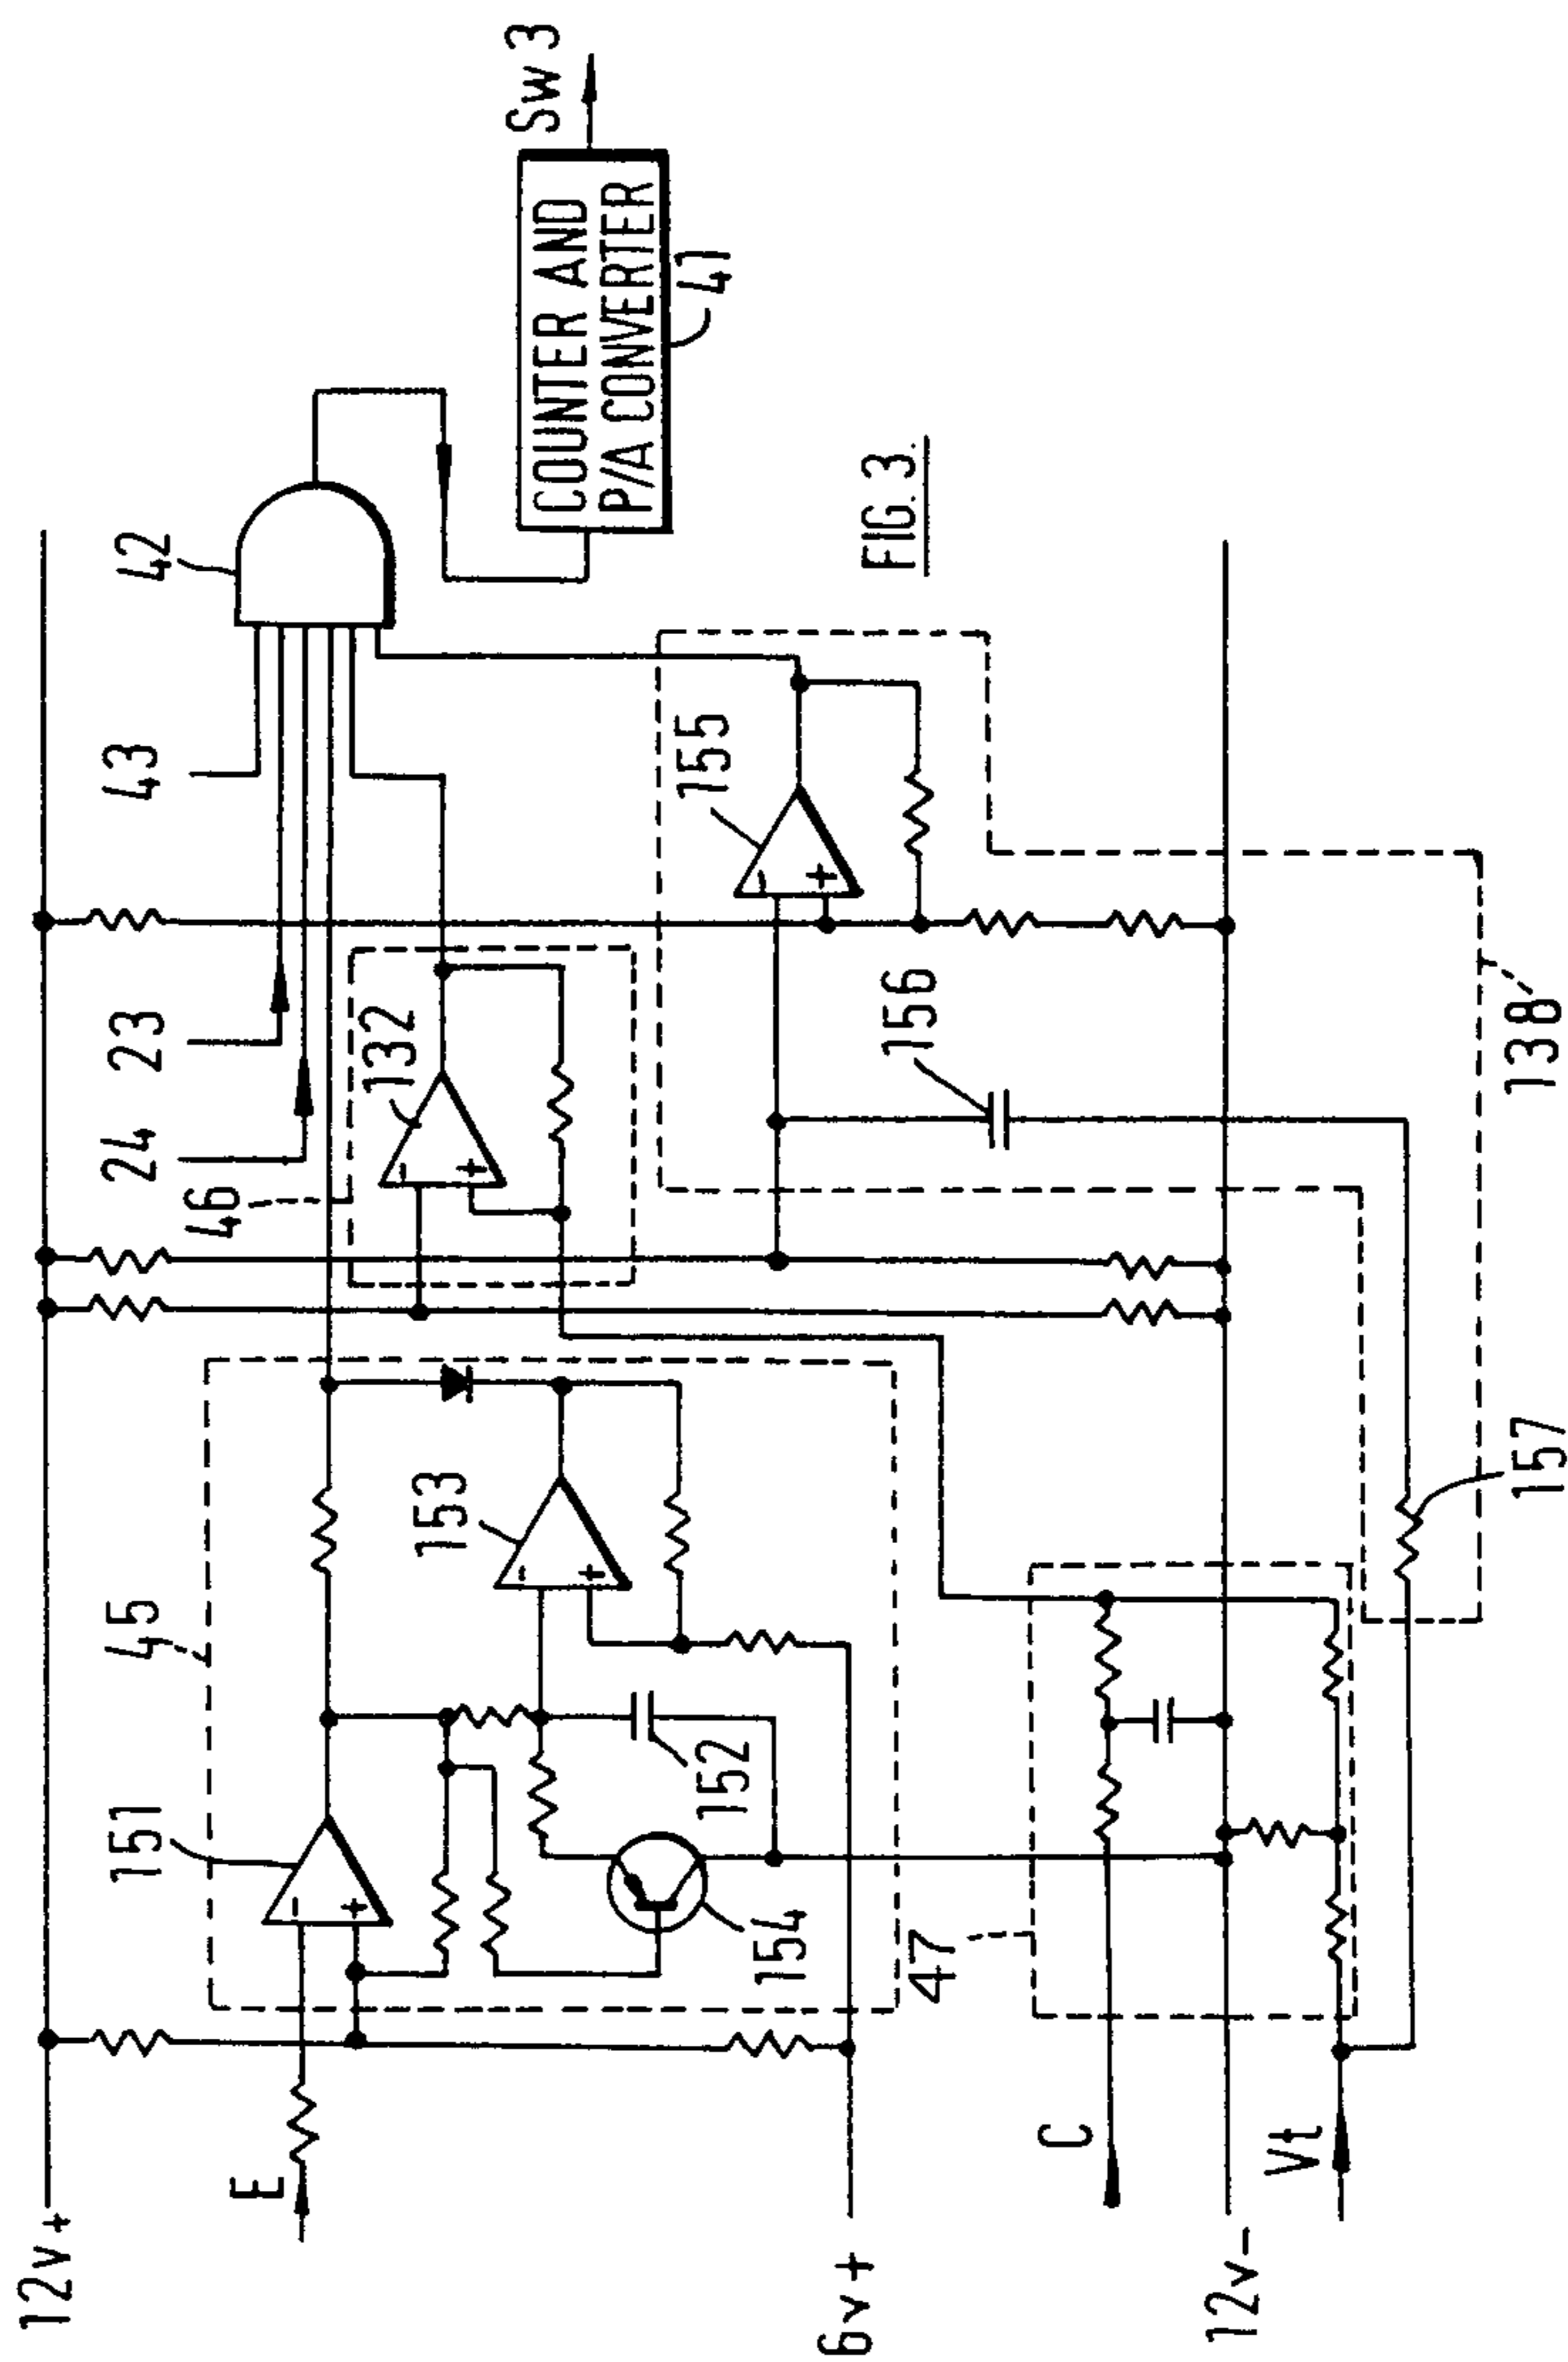 12v+
E
6v+
C
12v-
Vt
45
151
152
153
154
47
46
132
24
23
43
42
155
156
157
138
COUNTER AND
P/A CONVERTER
41
Sw 3
FIG. 3.